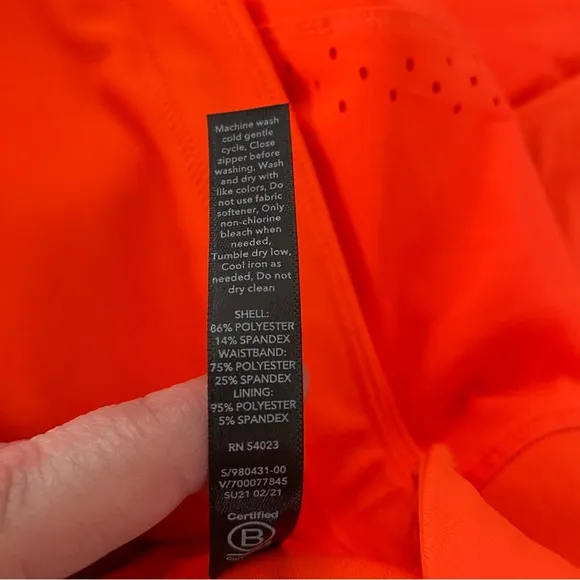 Machine wash
cold gentle
cycle, Close
zipper before
washing, Wash
and dry with
like colors, Do
not use fabric
softener, Only
non-chlorine
bleach when
needed,
Tumble dry low,
Cool iron as
needed, Do not
dry clean
SHELL:
86% POLYESTER
14% SPANDEX
WAISTBAND:
75% POLYESTER
25% SPANDEX
LINING:
95% POLYESTER
5% SPANDEX
RN 54023
S/980431-00
V/700077845
SU21 02/21
Certified
B